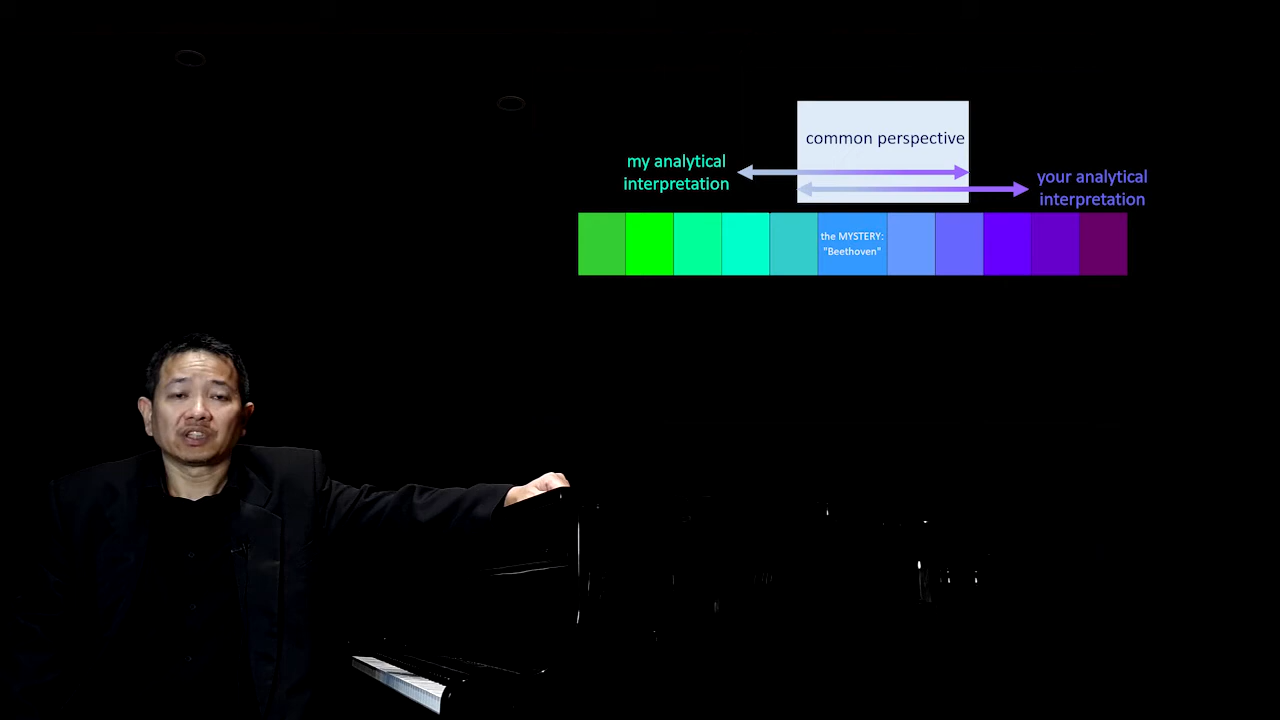 common perspective
my analytical
interpretation
your analytical
interpretation
the MYSTERY:
"Beethoven"